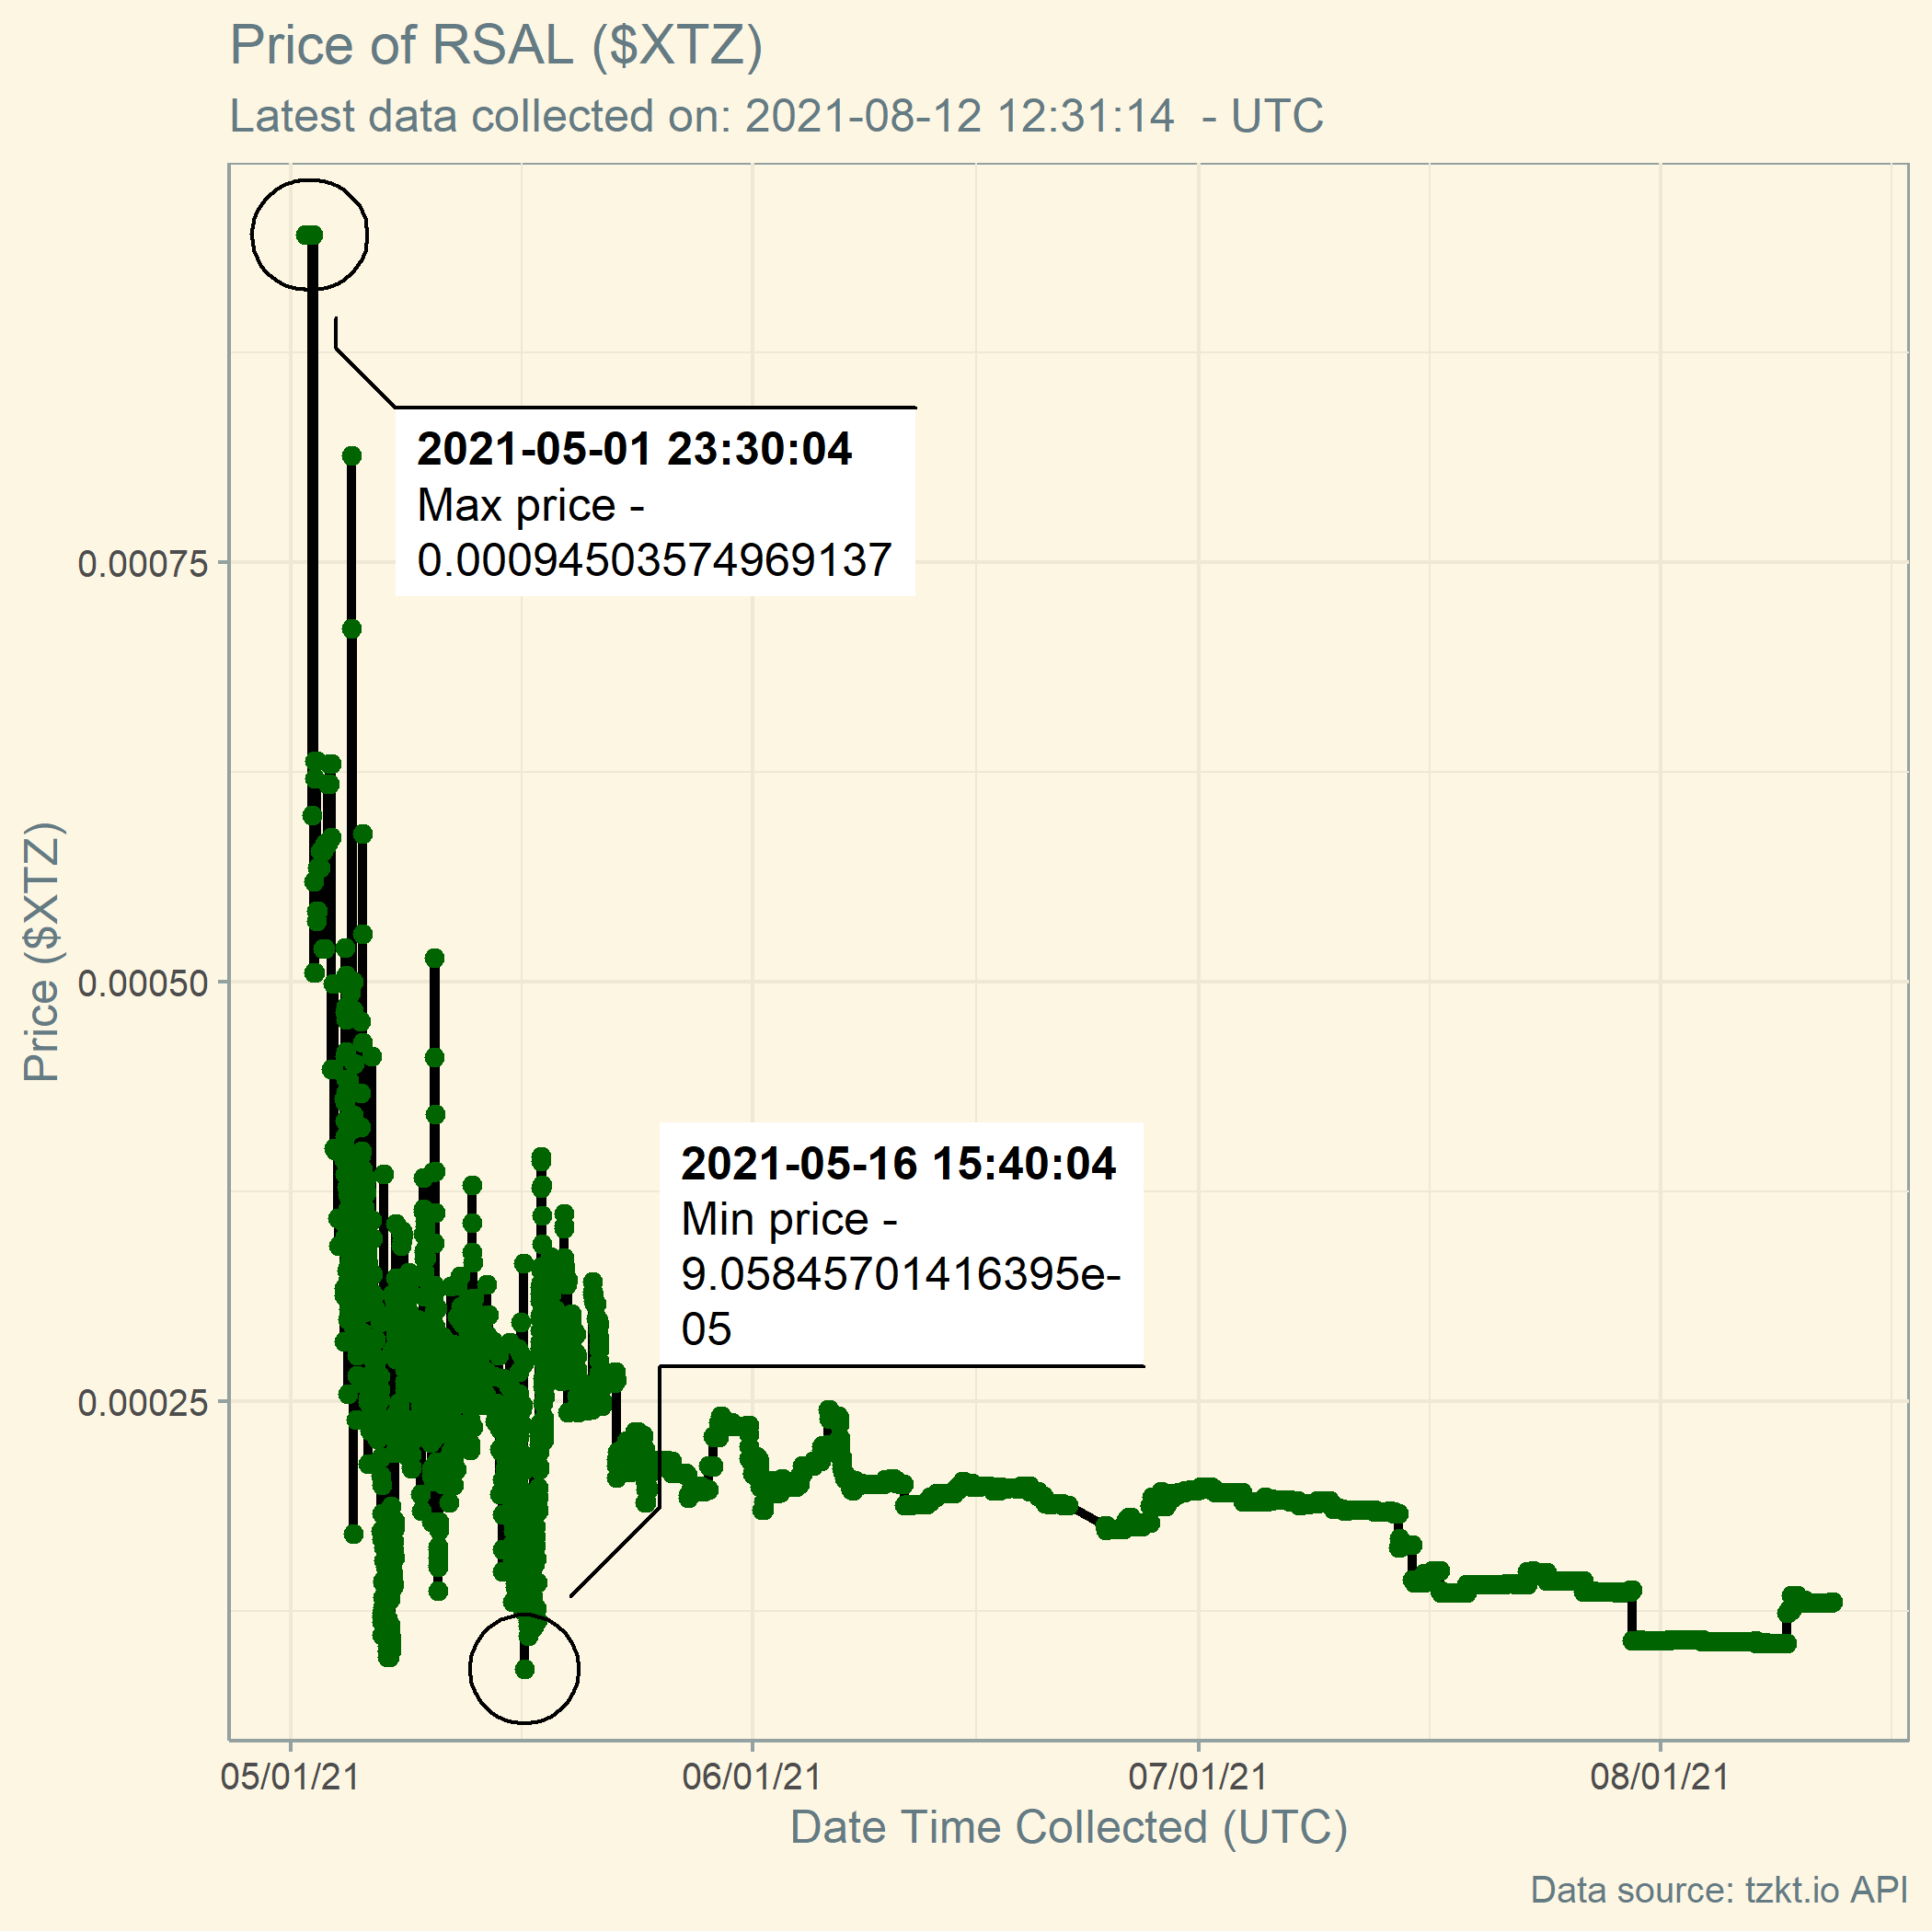 Price of RSAL ($XTZ)
Latest data collected on: 2021-08-12 12:31:14  - UTC
2021-05-01 23:30:04
Max price -
0.000945035749​69137
0.00075
Price ($XTZ)
0.00050
2021-05-16 15:40:04
Min price -
9.05845701416395e-
05
0.00025
05/01/21
06/01/21
07/01/21
08/01/21
Date Time Collected (UTC)
Data source: tzkt.io API